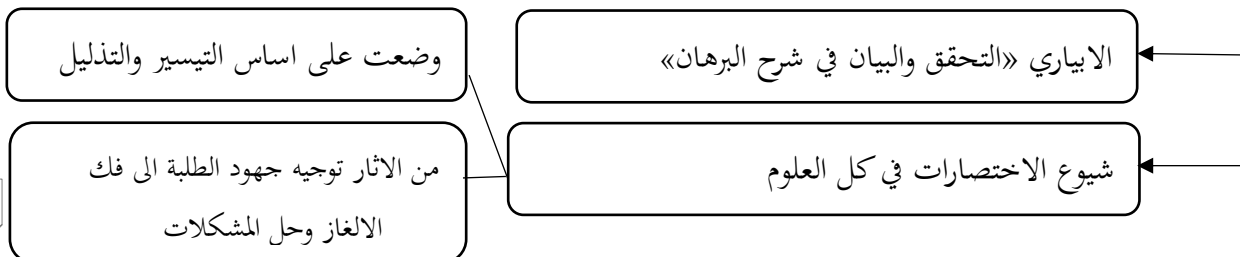 الابياري «التحقق والبيان في شرح البرهان»
شيوع الاختصارات في كل العلوم
وضعت على اساس التيسير والتذليل
من الاثار توجيه جهود الطلبة الى فك
الالغاز وحل المشكلات